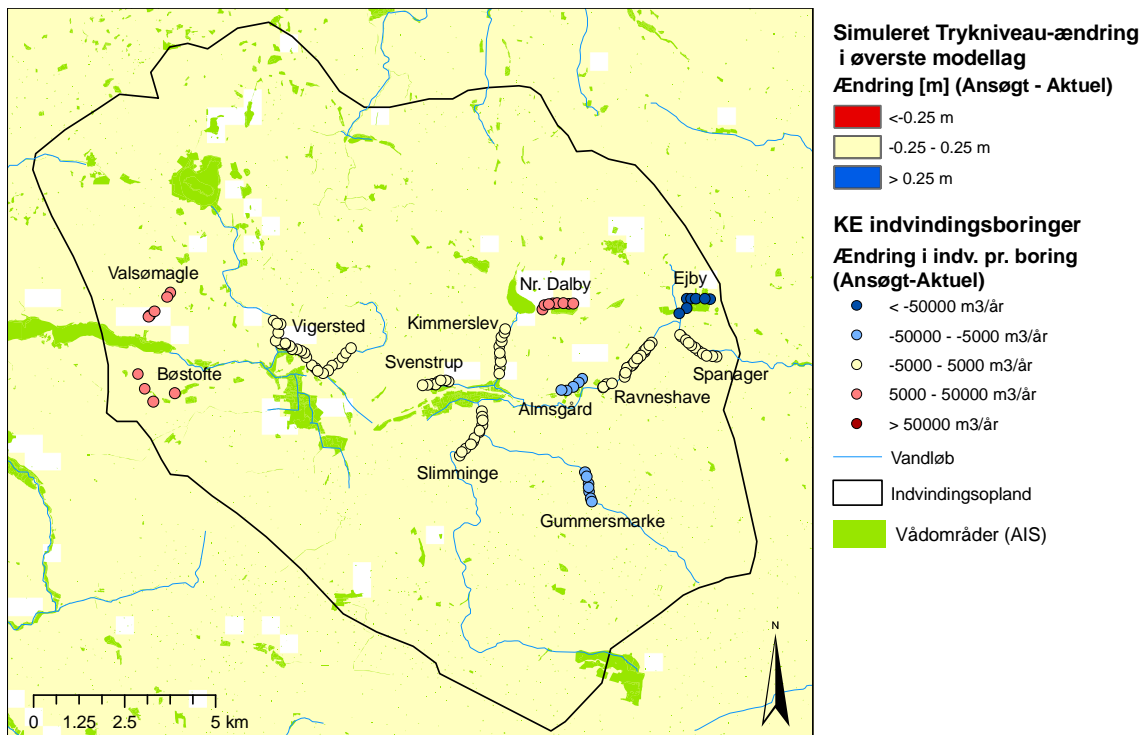 Valsømagle
Bøstofte
Vigersted
Svenstrup
Kimmerslev
Nr. Dalby
Ejby
Spanager
Ravneshave
Almsgård
Slimminge
Gummersmarke
0 1.25 2.5 5 km
N
Simuleret Trykniveau-ændring
i øverste modellag
Ændring [m] (Ansøgt - Aktuel)
<-0.25 m
-0.25 - 0.25 m
> 0.25 m
KE indvindingsboringer
Ændring i indv. pr. boring
(Ansøgt-Aktuel)
< -50000 m3/år
-50000 - -5000 m3/år
-5000 - 5000 m3/år
5000 - 50000 m3/år
> 50000 m3/år
Vandløb
Indvindingsopland
Vådområder (AIS)